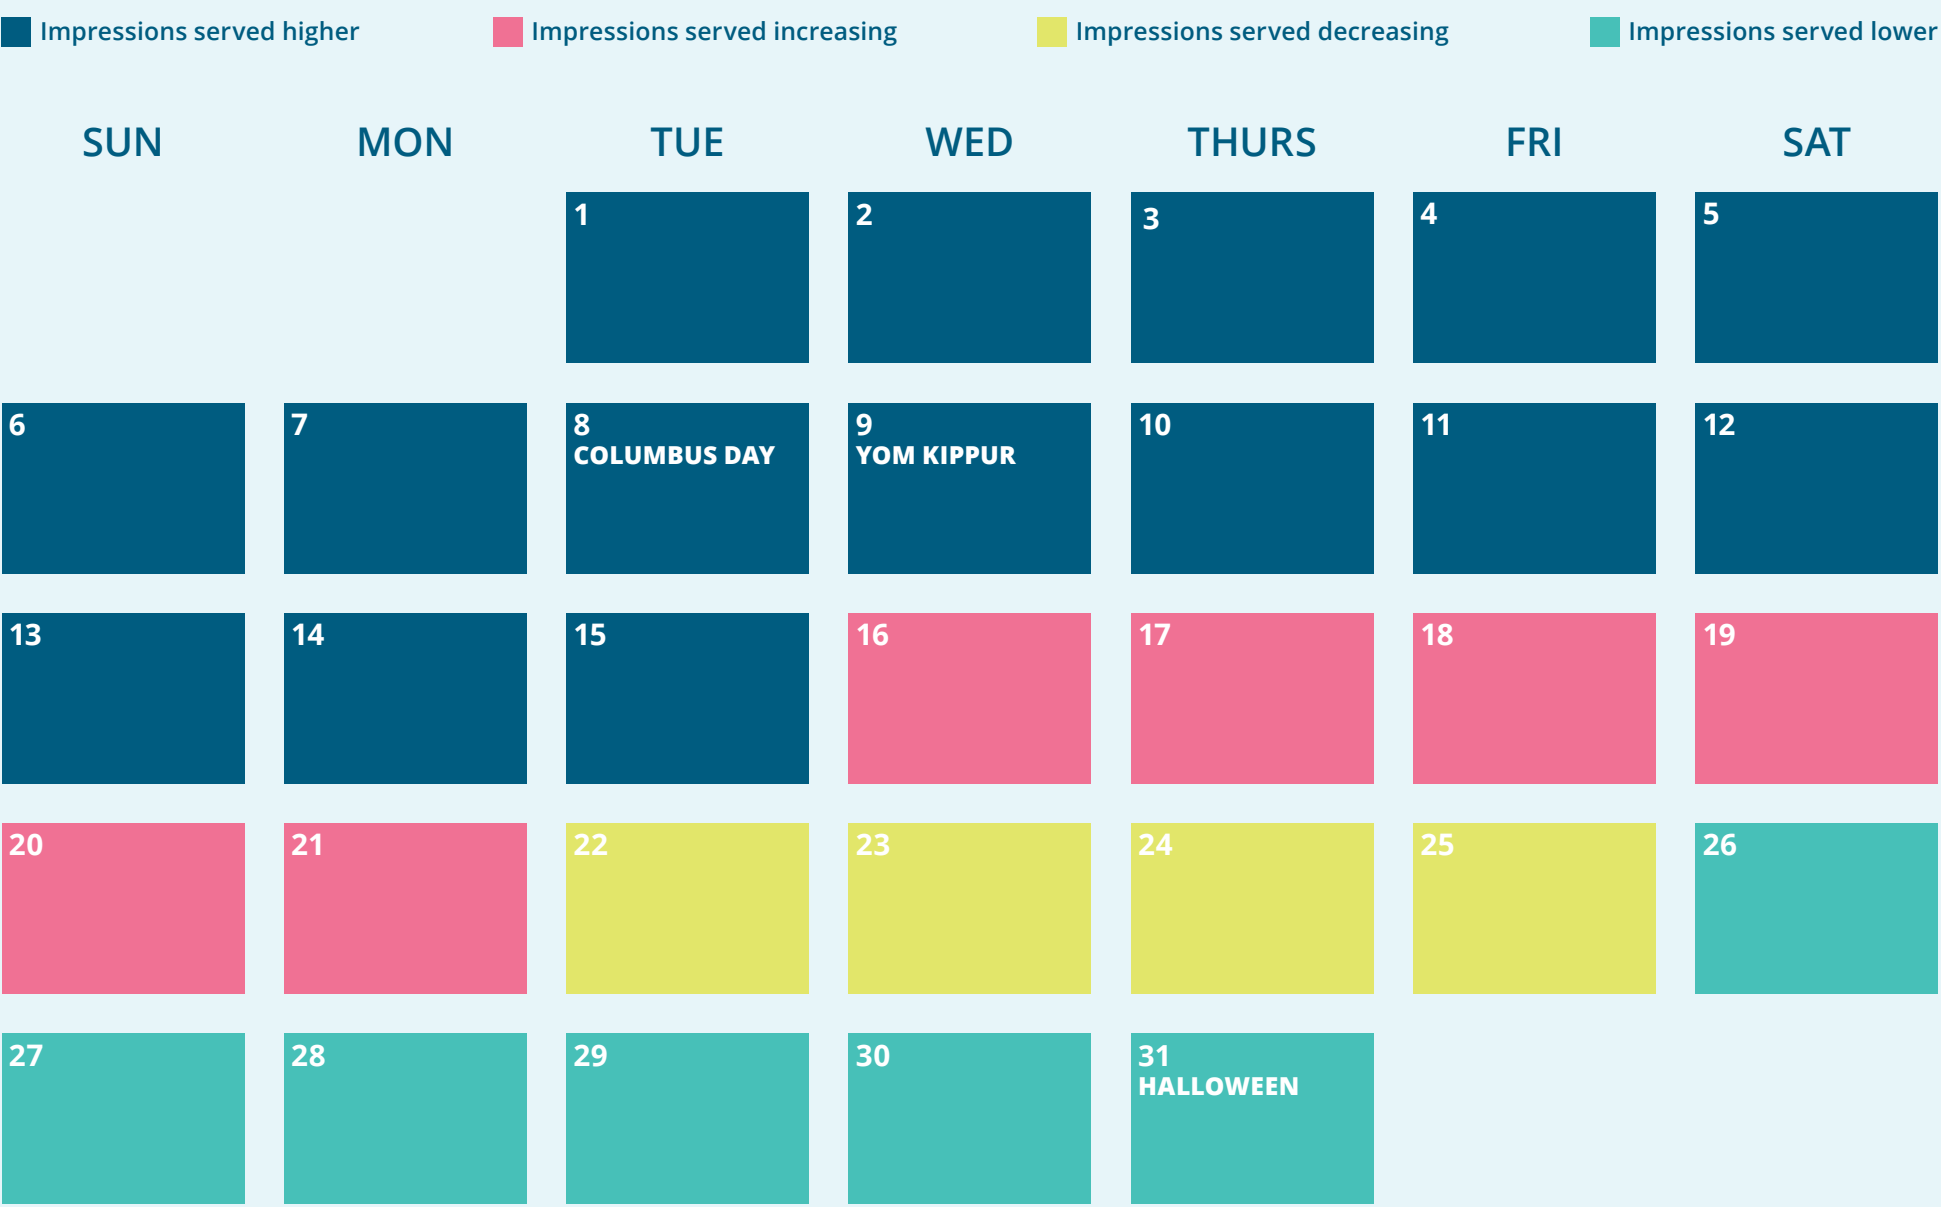 Impressions served higher Impressions served increasing Impressions served decreasing Impressions served lower
SUN MON TUE WED THURS FRI SAT
1 2 3 4 5
6 7 8 9 10 11 12
COLUMBUS DAY YOM KIPPUR
13 14 15 16 17 18 19
20 21 22 23 24 25 26
27 28 29 30 31
HALLOWEEN